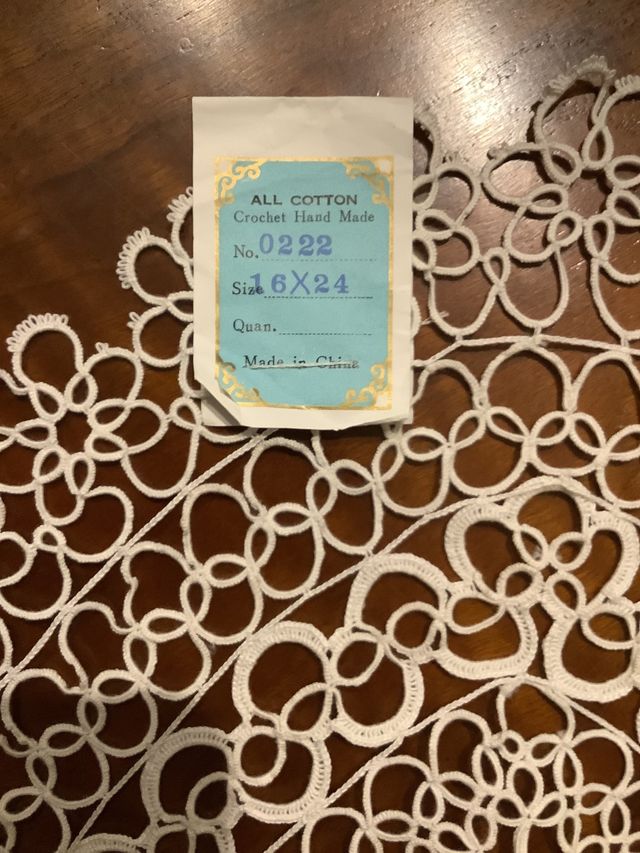 ALL COTTON
Crochet Hand Made
No. 0222
Size 16X24
Quan.
Made in China